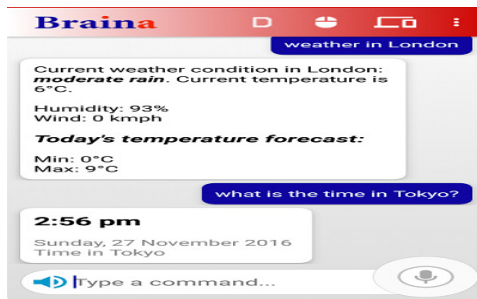 Braina
weather in London
Current weather condition in London:
moderate rain. Current temperature is
6°C.
Humidity: 93%
Wind: 0 kmph
Today's temperature forecast:
Min: 0°C
Max: 9°C
what is the time in Tokyo?
2:56 pm
Sunday, 27 November 2016
Time in Tokyo
Type a command...